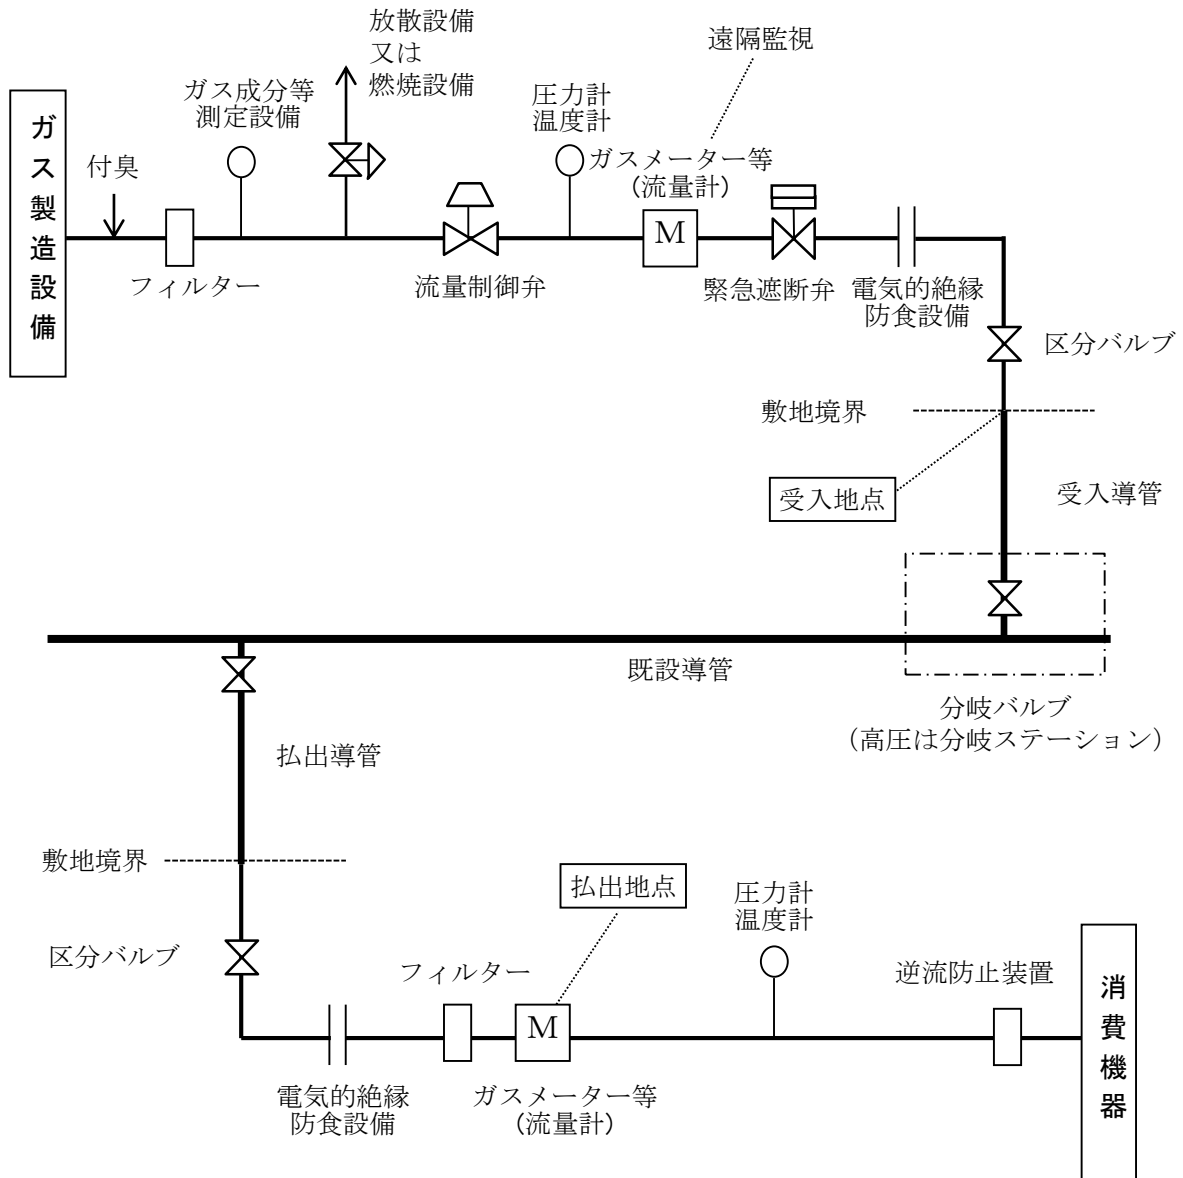 放散設備
又は
燃焼設備
遠隔監視
ガス成分等
測定設備
圧力計
温度計
ガス製造設備
付臭
ガスメーター等
（流量計）
M
フィルター
流量制御弁
緊急遮断弁
電気的絶縁
防食設備
区分バルブ
敷地境界
受入地点
受入導管
既設導管
分岐バルブ
（高圧は分岐ステーション）
払出導管
敷地境界
払出地点
圧力計
温度計
区分バルブ
フィルター
逆流防止装置
消費機器
M
電気的絶縁
防食設備
ガスメーター等
（流量計）